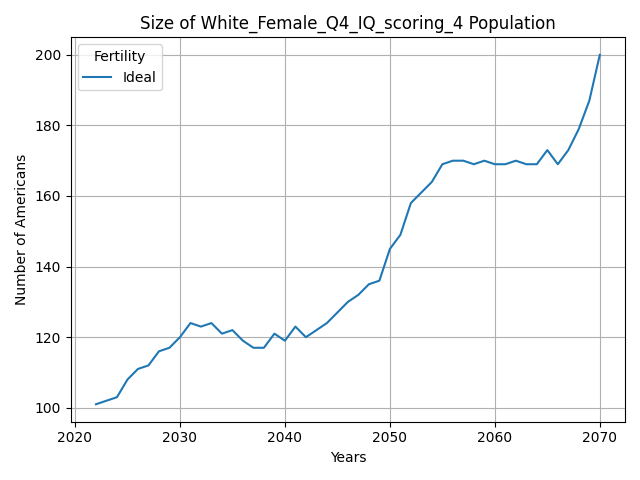 Size of White_Female_Q4_IQ_scoring_4 Population
Fertility
Ideal
Number of Americans
200
180
160
140
120
100
2020
2030
2040
2050
2060
2070
Years